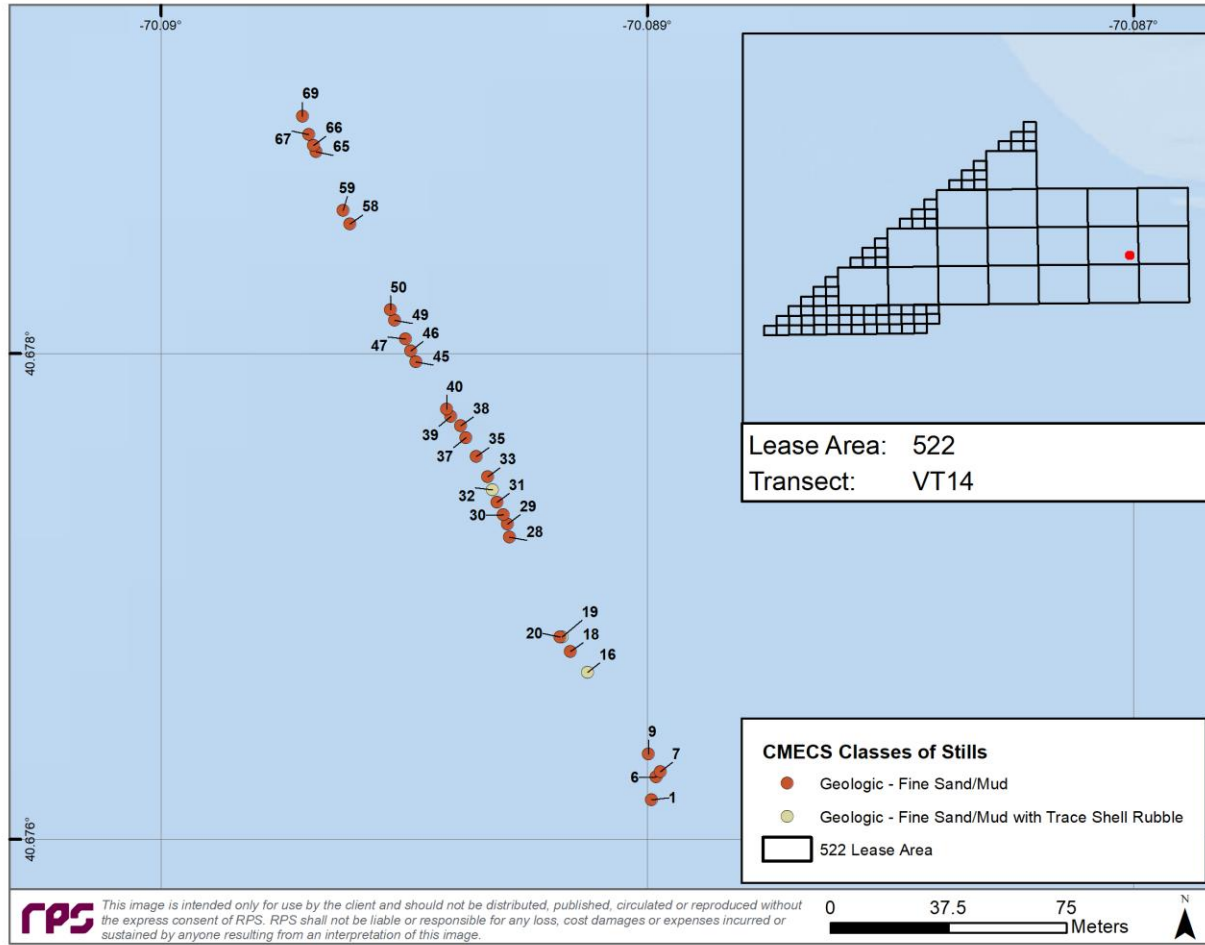 -70.09°
-70.089°
-70.087°
40.678°
40.676°
69
66
67
65
59
58
50
49
46
47
45
40
38
39
37
35
33
32
31
29
30
28
19
20
18
16
9
7
6
1
Lease Area: 522
Transect: VT14
CMECS Classes of Stills
Geologic - Fine Sand/Mud
Geologic - Fine Sand/Mud with Trace Shell Rubble
522 Lease Area
rps
This image is intended only for use by the client and should not be distributed, published, circulated or reproduced without
the express consent of RPS. RPS shall not be liable or responsible for any loss, cost damages or expenses incurred or
sustained by anyone resulting from an interpretation of this image.
0 37.5 75
Meters
N